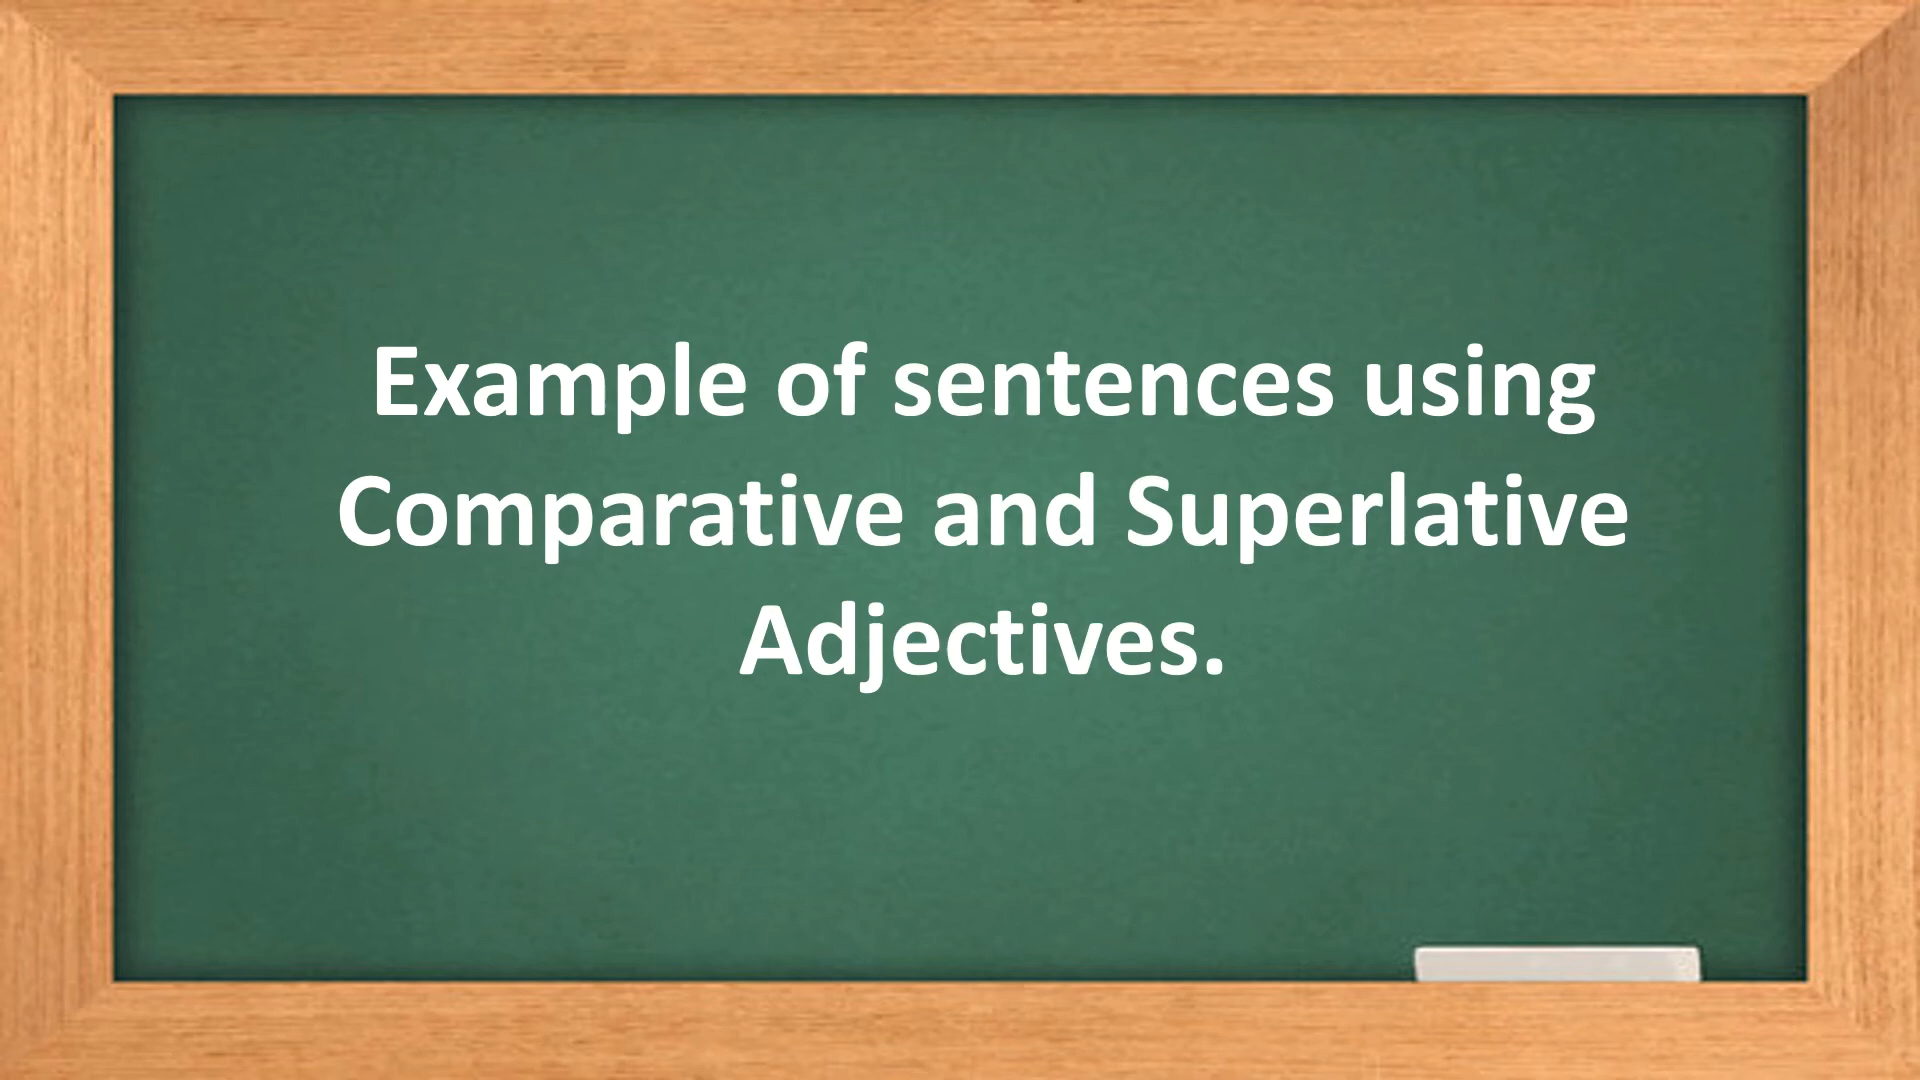 Example of sentences using
Comparative and Superlative
Adjectives.